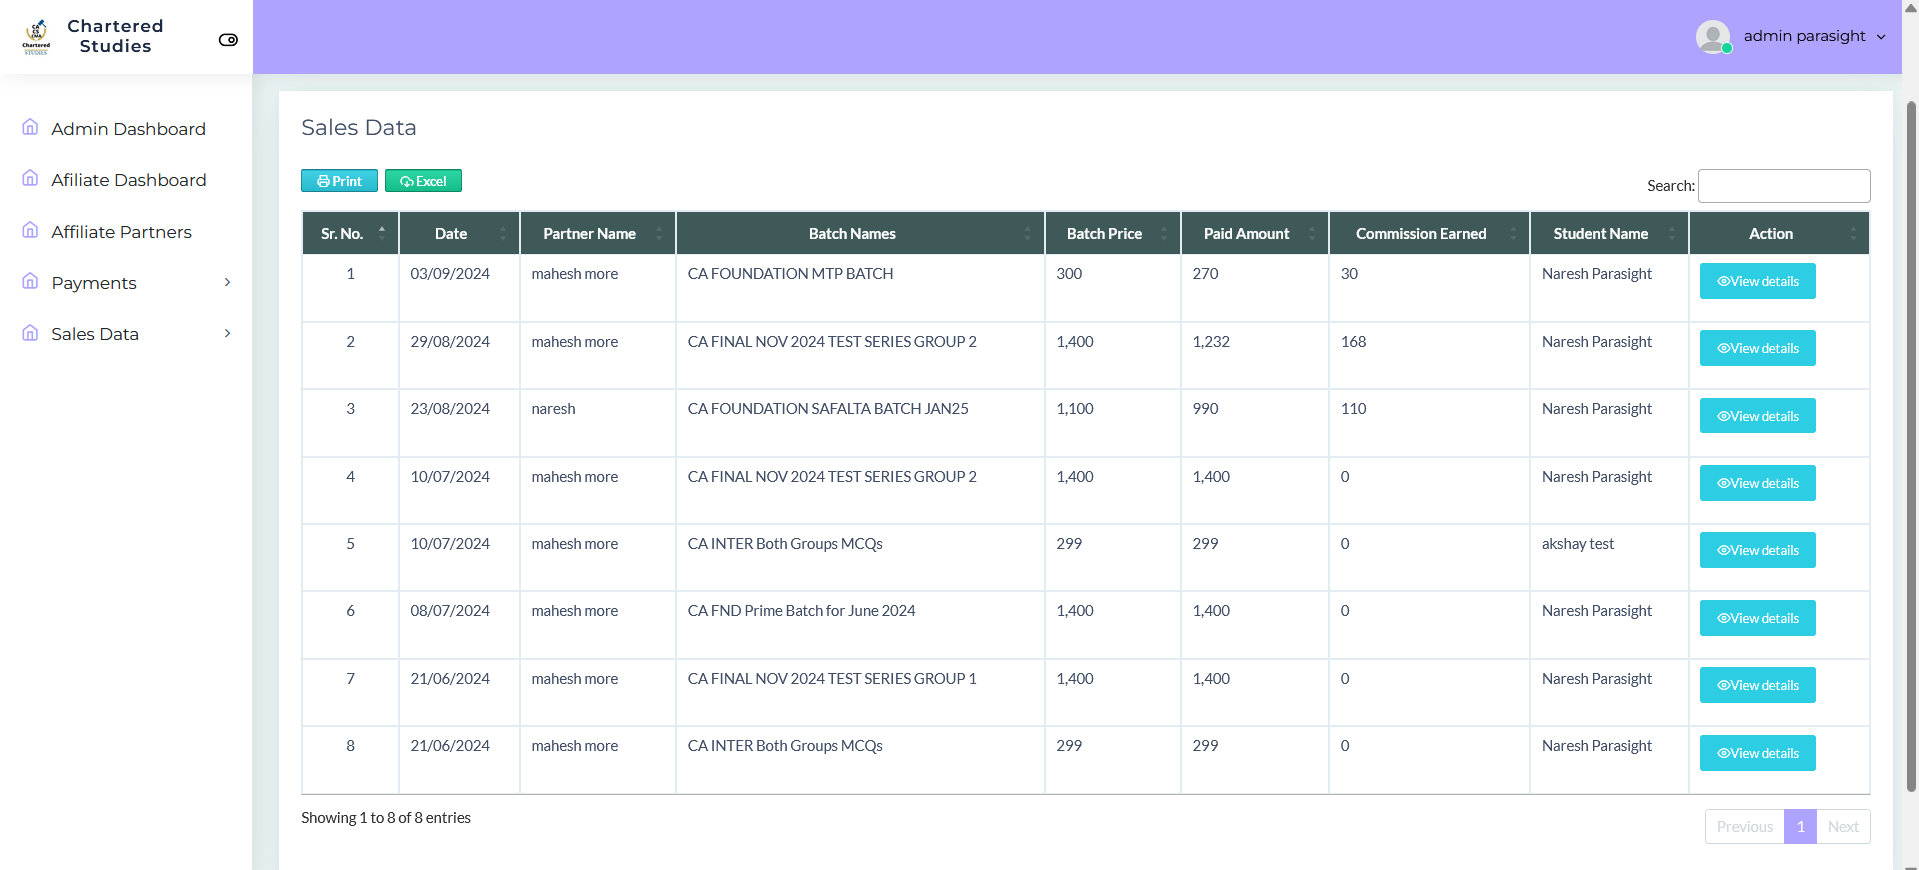 Chartered
Studies
CA
CS
CMA
Chartered
STUDIES
admin parasight
Admin Dashboard
Afiliate Dashboard
Affiliate Partners
Payments
Sales Data
Sales Data
Print Excel
Search:
Sr. No. Date Partner Name Batch Names Batch Price Paid Amount Commission Earned Student Name Action
1 03/09/2024 mahesh more CA FOUNDATION MTP BATCH 300 270 30 Naresh Parasight View details
2 29/08/2024 mahesh more CA FINAL NOV 2024 TEST SERIES GROUP 2 1,400 1,232 168 Naresh Parasight View details
3 23/08/2024 naresh CA FOUNDATION SAFALTA BATCH JAN25 1,100 990 110 Naresh Parasight View details
4 10/07/2024 mahesh more CA FINAL NOV 2024 TEST SERIES GROUP 2 1,400 1,400 0 Naresh Parasight View details
5 10/07/2024 mahesh more CA INTER Both Groups MCQs 299 299 0 akshay test View details
6 08/07/2024 mahesh more CA FND Prime Batch for June 2024 1,400 1,400 0 Naresh Parasight View details
7 21/06/2024 mahesh more CA FINAL NOV 2024 TEST SERIES GROUP 1 1,400 1,400 0 Naresh Parasight View details
8 21/06/2024 mahesh more CA INTER Both Groups MCQs 299 299 0 Naresh Parasight View details
Showing 1 to 8 of 8 entries
Previous 1 Next